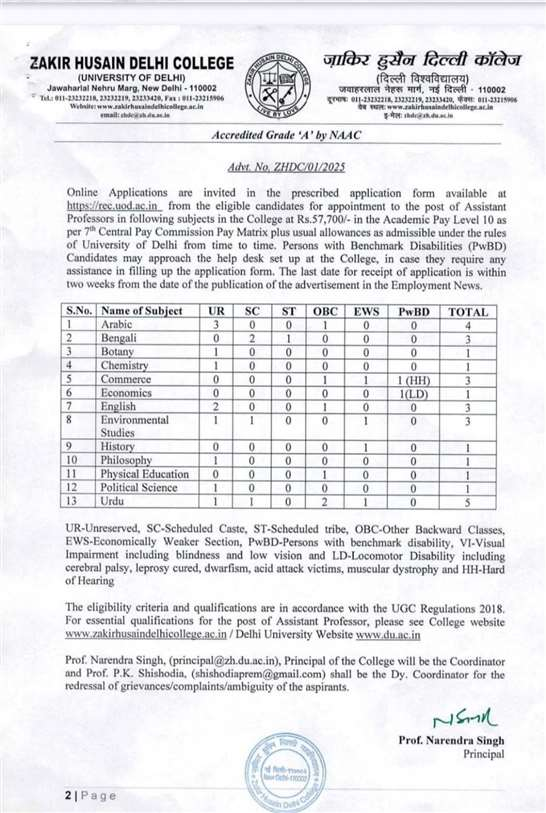 ZAKIR HUSAIN DELHI COLLEGE
(UNIVERSITY OF DELHI)
Jawaharlal Nehru Marg, New Delhi - 110002
Tel.: 011-23232218, 23232219, 23233420, Fax : 011-23215906
Website: www.zakirhusaindelhicollege.ac.in
email: zhdc@zh.du.ac.in
ZAKIR HUSAIN DELHI COLLEGE
LIVE BY LOVE
ज़ाकिर हुसैन दिल्ली कॉलेज
(दिल्ली विश्वविद्यालय)
जवाहरलाल नेहरू मार्ग, नई दिल्ली - 110002
दूरभाष: 011-23232218, 23232219, 23233420, फैक्स: 011-23215906
वेब स्थल: www.zakirhusaindelhicollege.ac.in
इ-मेल: zhdc@zh.du.ac.in
Accredited Grade 'A' by NAAC
Advt. No. ZHDC/01/2025
Online Applications are invited in the prescribed application form available at
https://rec.uod.ac.in from the eligible candidates for appointment to the post of Assistant
Professors in following subjects in the College at Rs.57,700/- in the Academic Pay Level 10 as
per 7th Central Pay Commission Pay Matrix plus usual allowances as admissible under the rules
of University of Delhi from time to time. Persons with Benchmark Disabilities (PwBD)
Candidates may approach the help desk set up at the College, in case they require any
assistance in filling up the application form. The last date for receipt of application is within
two weeks from the date of the publication of the advertisement in the Employment News.
S.No. Name of Subject UR SC ST OBC EWS PwBD TOTAL
1 Arabic 3 0 0 1 0 0 4
2 Bengali 0 2 1 0 0 0 3
3 Botany 1 0 0 0 0 0 1
4 Chemistry 1 0 0 0 0 0 1
5 Commerce 0 0 0 1 1 1 (HH) 3
6 Economics 0 0 0 0 0 1(LD) 1
7 English 2 0 0 1 0 0 3
8 Environmental Studies 1 1 0 0 1 0 3
9 History 0 0 0 0 1 0 1
10 Philosophy 1 0 0 0 0 0 1
11 Physical Education 0 0 0 1 0 0 1
12 Political Science 1 0 0 0 0 0 1
13 Urdu 1 1 0 2 1 0 5
UR-Unreserved, SC-Scheduled Caste, ST-Scheduled tribe, OBC-Other Backward Classes,
EWS-Economically Weaker Section, PwBD-Persons with benchmark disability, VI-Visual
Impairment including blindness and low vision and LD-Locomotor Disability including
cerebral palsy, leprosy cured, dwarfism, acid attack victims, muscular dystrophy and HH-Hard
of Hearing
The eligibility criteria and qualifications are in accordance with the UGC Regulations 2018.
For essential qualifications for the post of Assistant Professor, please see College website
www.zakirhusaindelhicollege.ac.in / Delhi University Website www.du.ac.in
Prof. Narendra Singh, (principal@zh.du.ac.in), Principal of the College will be the Coordinator
and Prof. P.K. Shishodia, (shishodiaprem@gmail.com) shall be the Dy. Coordinator for the
redressal of grievances/complaints/ambiguity of the aspirants.
Prof. Narendra Singh
Principal
नई दिल्ली-110002
New Delhi-110002
Zakir Husain Delhi College
2 | Page